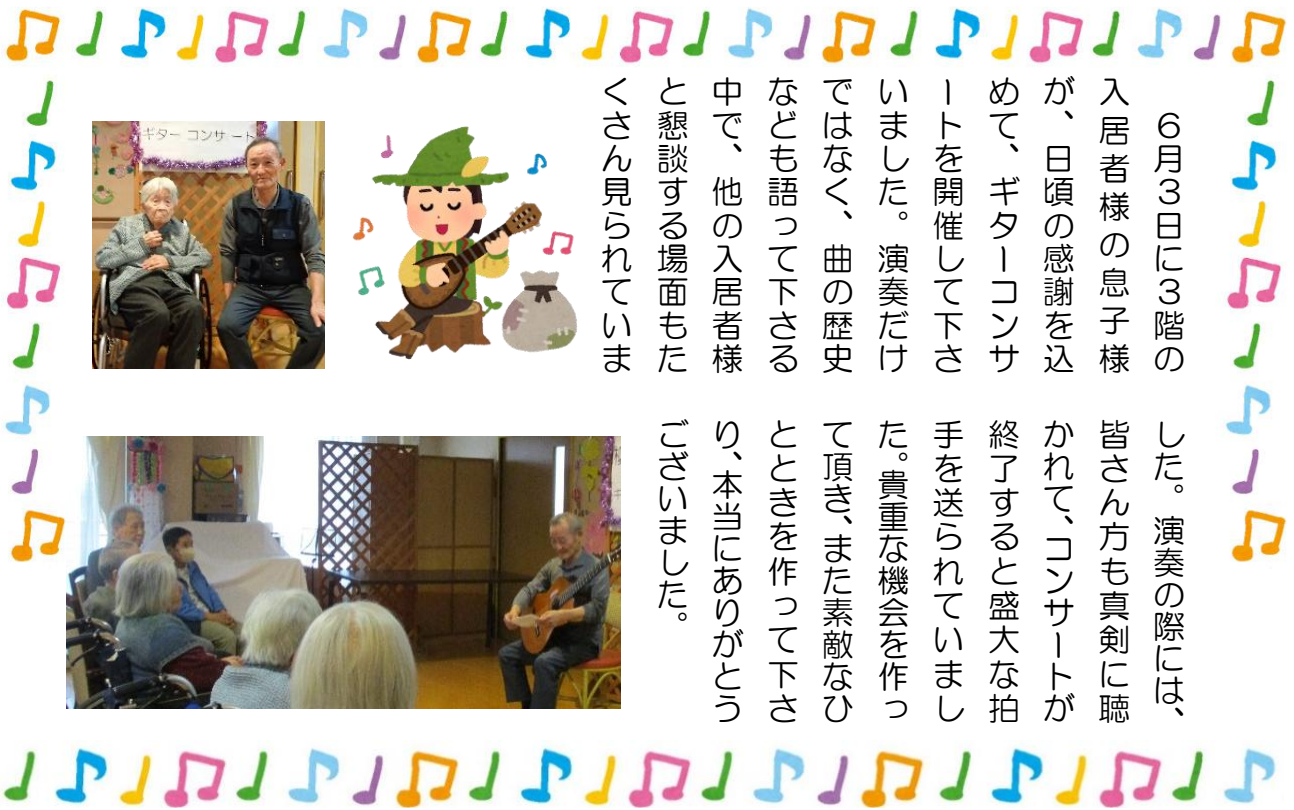 ６月３日に３階の
入居者様の息子様
が、日頃の感謝を込
めて、ギターコンサ
ートを開催して下さ
いました。演奏だけ
ではなく、曲の歴史
なども語って下さる
中で、他の入居者様
と懇談する場面もた
くさん見られていま
した。演奏の際には、
皆さん方も真剣に聴
かれて、コンサートが
終了すると盛大な拍
手を送られていまし
た。貴重な機会を作っ
て頂き、また素敵なひ
とときを作って下さ
り、本当にありがとう
ございました。
ギター コンサート